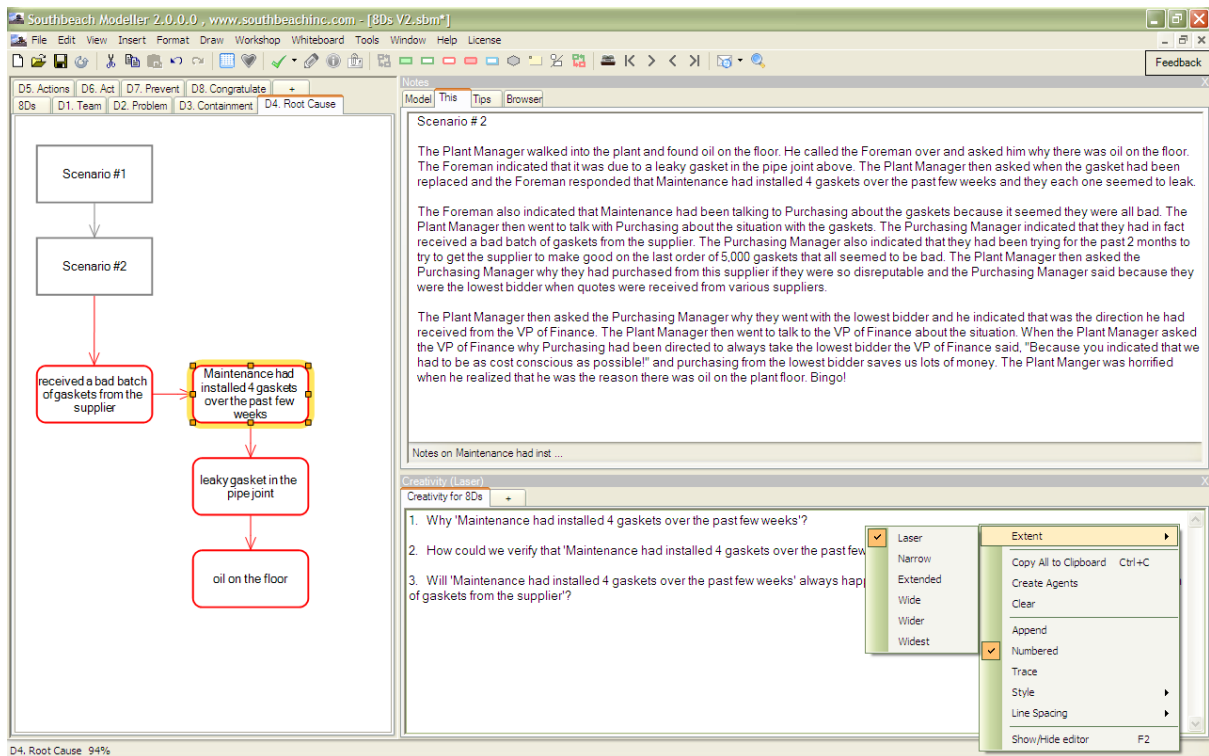 Southbeach Modeller 2.0.0.0 , www.southbeachinc.com - [8Ds V2.sbm*]
File Edit View Insert Format Draw Workshop Whiteboard Tools Window Help License
Feedback
D5. Actions D6. Act D7. Prevent D8. Congratulate +
8Ds D1. Team D2. Problem D3. Containment D4. Root Cause
Scenario #1
Scenario #2
received a bad batch
of gaskets from the
supplier
Maintenance had
installed 4 gaskets
over the past few
weeks
leaky gasket in the
pipe joint
oil on the floor
Notes X
Model This Tips Browser
Scenario # 2
The Plant Manager walked into the plant and found oil on the floor. He called the Foreman over and asked him why there was oil on the floor.
The Foreman indicated that it was due to a leaky gasket in the pipe joint above. The Plant Manager then asked when the gasket had been
replaced and the Foreman responded that Maintenance had installed 4 gaskets over the past few weeks and they each one seemed to leak.
The Foreman also indicated that Maintenance had been talking to Purchasing about the gaskets because it seemed they were all bad. The
Plant Manager then went to talk with Purchasing about the situation with the gaskets. The Purchasing Manager indicated that they had in fact
received a bad batch of gaskets from the supplier. The Purchasing Manager also indicated that they had been trying for the past 2 months to
try to get the supplier to make good on the last order of 5,000 gaskets that all seemed to be bad. The Plant Manager then asked the
Purchasing Manager why they had purchased from this supplier if they were so disreputable and the Purchasing Manager said because they
were the lowest bidder when quotes were received from various suppliers.
The Plant Manager then asked the Purchasing Manager why they went with the lowest bidder and he indicated that was the direction he had
received from the VP of Finance. The Plant Manager then went to talk to the VP of Finance about the situation. When the Plant Manager asked
the VP of Finance why Purchasing had been directed to always take the lowest bidder the VP of Finance said, "Because you indicated that we
had to be as cost conscious as possible!" and purchasing from the lowest bidder saves us lots of money. The Plant Manger was horrified
when he realized that he was the reason there was oil on the plant floor. Bingo!
Notes on Maintenance had inst ...
Creativity (Laser) X
Creativity for 8Ds +
1. Why 'Maintenance had installed 4 gaskets over the past few weeks'?
2. How could we verify that 'Maintenance had installed 4 gaskets over the past few
3. Will 'Maintenance had installed 4 gaskets over the past few weeks' always hap
of gaskets from the supplier'?
Laser
Narrow
Extended
Wide
Wider
Widest
Extent
Copy All to Clipboard Ctrl+C
Create Agents
Clear
Append
Numbered
Trace
Style
Line Spacing
Show/Hide editor F2
D4. Root Cause 94%